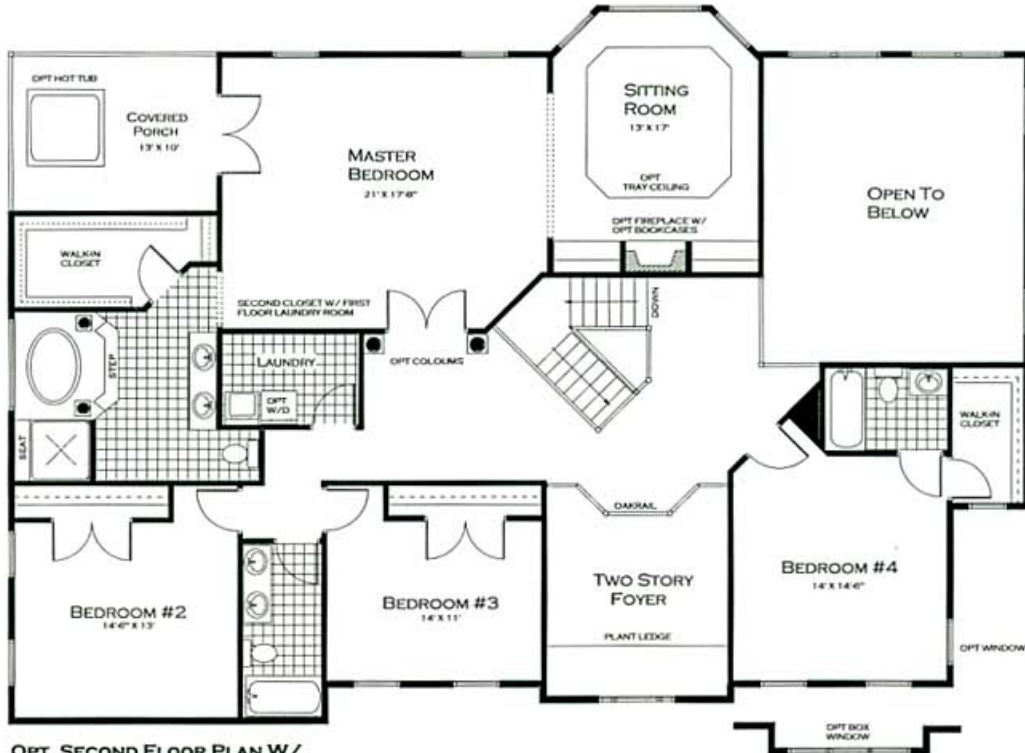 OPT HOT TUB
COVERED
PORCH
13' X 10'
MASTER
BEDROOM
21' X 17'-8"
SITTING
ROOM
13' X 17'
OPT
TRAY CEILING
OPT FIREPLACE W/
OPT BOOKCASES
OPEN TO
BELOW
WALK-IN
CLOSET
SECOND CLOSET W/ FIRST
FLOOR LAUNDRY ROOM
DOWN
STEP
LAUNDRY
OPT
W/D
OPT COLOUMS
SEAT
WALK-IN
CLOSET
OAKRAIL
BEDROOM #2
14'-6" X 13'
BEDROOM #3
14' X 11'
TWO STORY
FOYER
PLANT LEDGE
BEDROOM #4
14' X 14'-6"
OPT WINDOW
OPT BOX
WINDOW
OPT. SECOND FLOOR PLAN W/